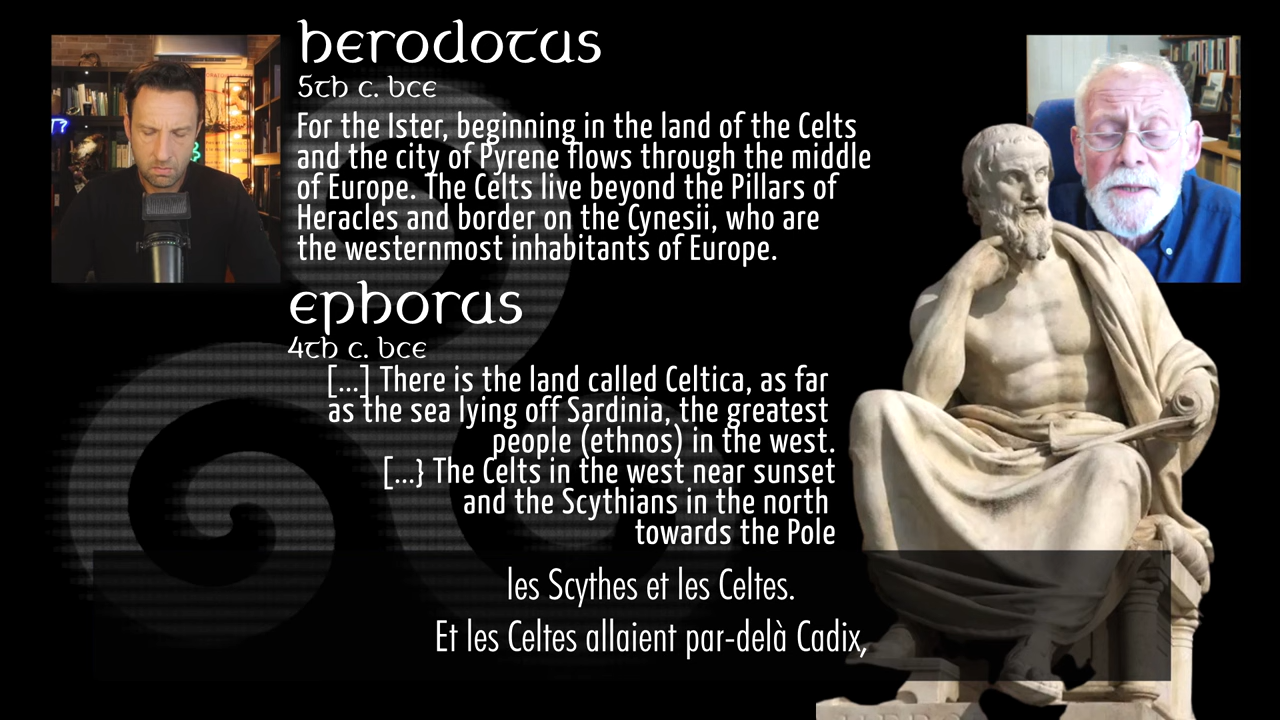 herodotus
5th c. bce
For the Ister, beginning in the land of the Celts
and the city of Pyrene flows through the middle
of Europe. The Celts live beyond the Pillars of
Heracles and border on the Cynesii, who are
the westernmost inhabitants of Europe.
ephorus
4th c. bce
[...] There is the land called Celtica, as far
as the sea lying off Sardinia, the greatest
people (ethnos) in the west.
[...} The Celts in the west near sunset
and the Scythians in the north
towards the Pole
les Scythes et les Celtes.
Et les Celtes allaient par-delà Cadix,